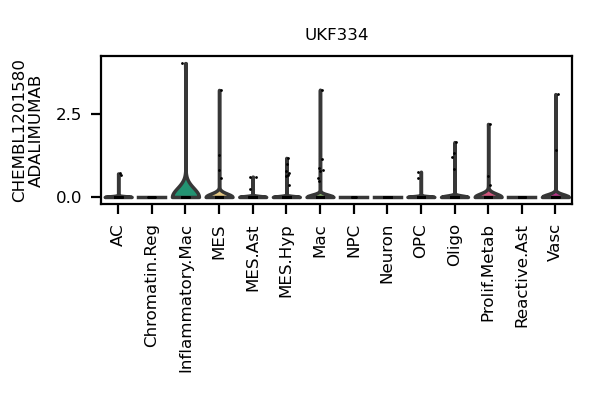 UKF334
CHEMBL1201580
ADALIMUMAB
2.5
0.0
AC
Chromatin.Reg
Inflammatory.Mac
MES
MES.Ast
MES.Hyp
Mac
NPC
Neuron
OPC
Oligo
Prolif.Metab
Reactive.Ast
Vasc